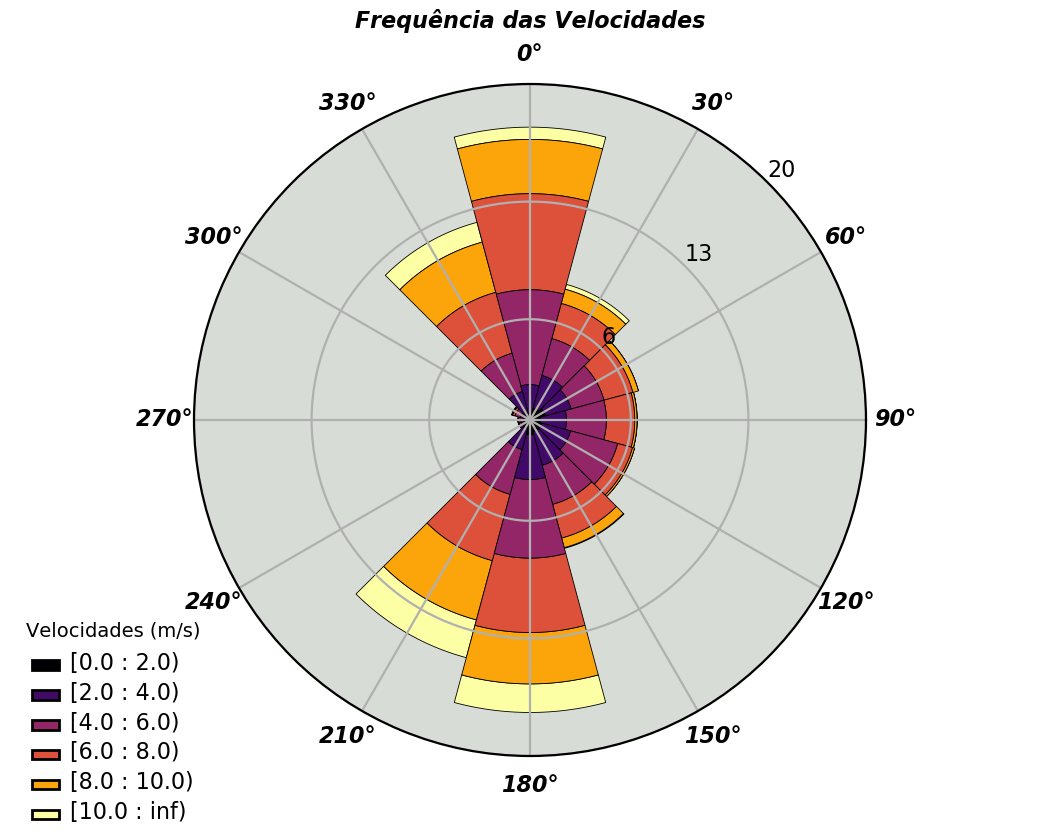 Frequência das Velocidades
0°
330°
30°
20
300°
60°
13
6
270°
90°
240°
120°
210°
150°
180°
Velocidades (m/s)
[0.0 : 2.0)
[2.0 : 4.0)
[4.0 : 6.0)
[6.0 : 8.0)
[8.0 : 10.0)
[10.0 : inf)